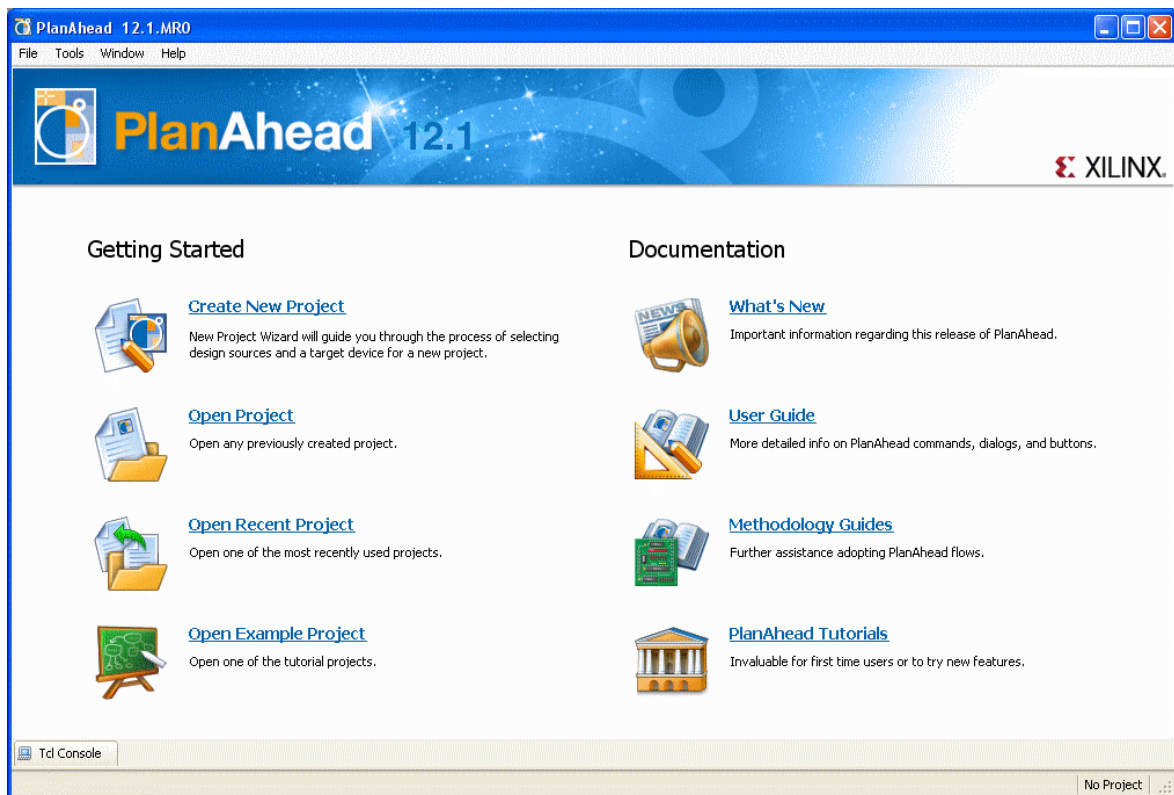 PlanAhead 12.1.MR0
File Tools Window Help
PlanAhead 12.1
XILINX.
Getting Started
Create New Project
New Project Wizard will guide you through the process of selecting
design sources and a target device for a new project.
Open Project
Open any previously created project.
Open Recent Project
Open one of the most recently used projects.
Open Example Project
Open one of the tutorial projects.
Documentation
NEWS
What's New
Important information regarding this release of PlanAhead.
User Guide
More detailed info on PlanAhead commands, dialogs, and buttons.
Methodology Guides
Further assistance adopting PlanAhead flows.
PlanAhead Tutorials
Invaluable for first time users or to try new features.
Tcl Console
No Project